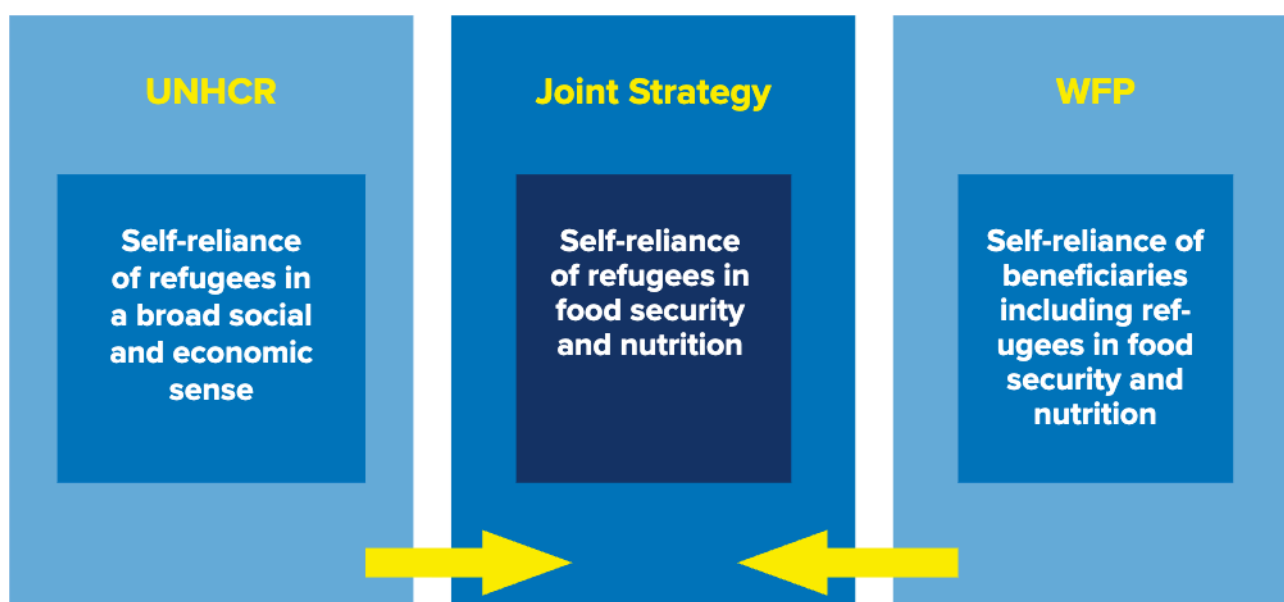 UNHCR
Self-reliance
of refugees in
a broad social
and economic
sense
Joint Strategy
Self-reliance
of refugees in
food security
and nutrition
WFP
Self-reliance of
beneficiaries
including ref-
ugees in food
security and
nutrition